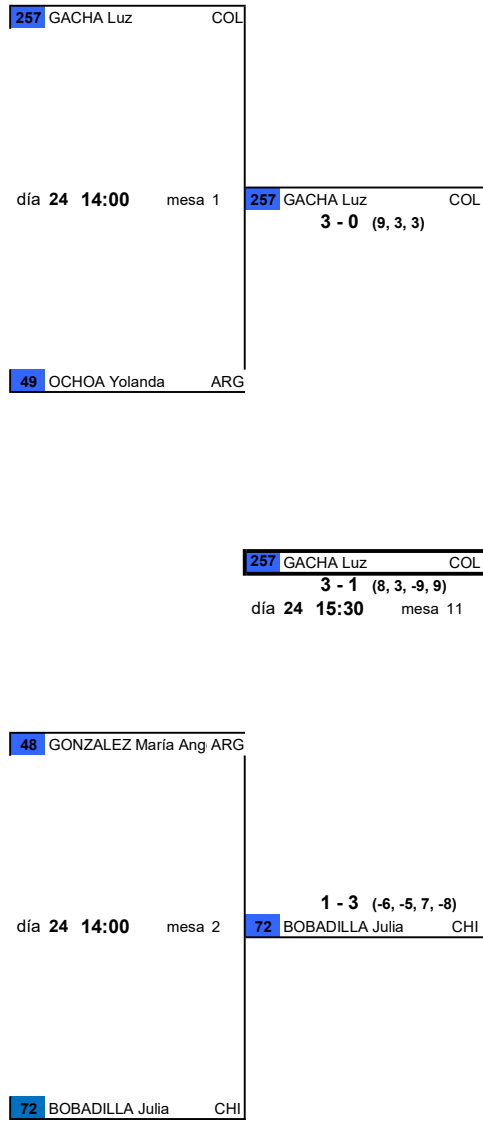 257 GACHA Luz COL
día 24 14:00 mesa 1
257 GACHA Luz COL
3 - 0 (9, 3, 3)
49 OCHOA Yolanda ARG
257 GACHA Luz COL
3 - 1 (8, 3, -9, 9)
día 24 15:30 mesa 11
48 GONZALEZ María Ang ARG
1 - 3 (-6, -5, 7, -8)
día 24 14:00 mesa 2
72 BOBADILLA Julia CHI
72 BOBADILLA Julia CHI